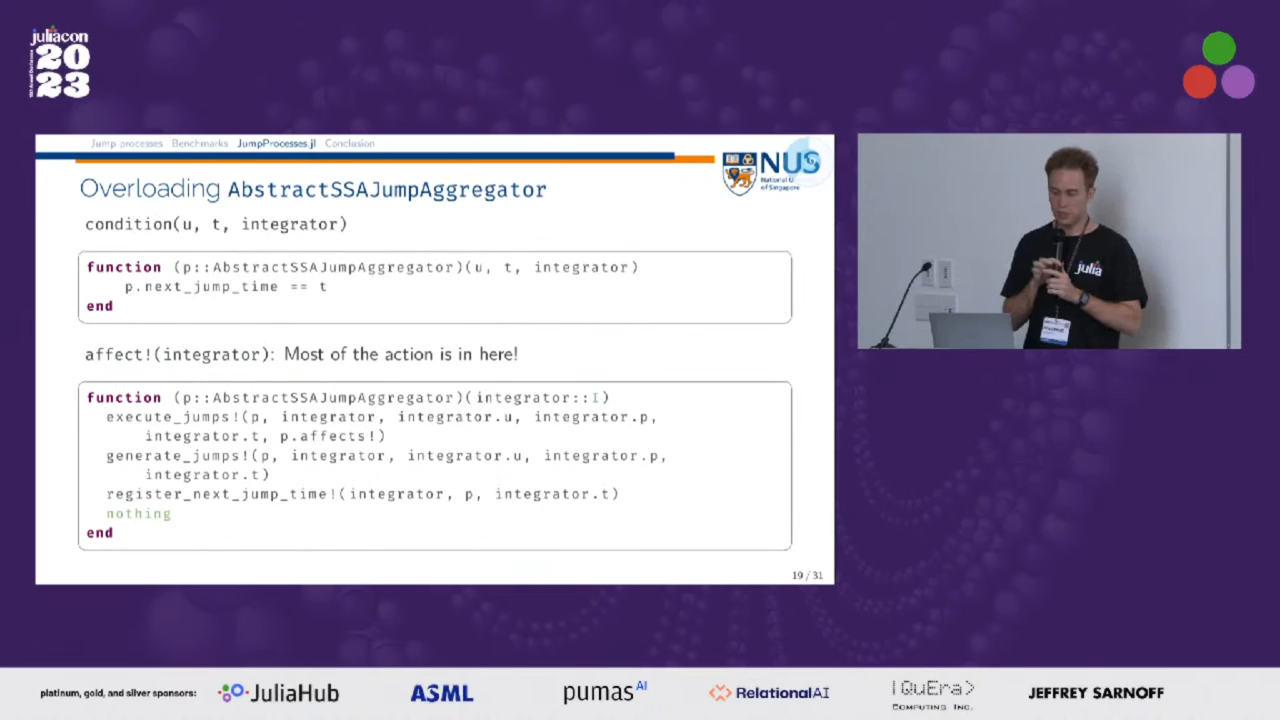 juliacon
20
23
Jump processes Benchmarks JumpProcesses.jl Conclusion
NUS
National U
of Singapore
Overloading AbstractSSAJumpAggregator
condition(u, t, integrator)
function (p::AbstractSSAJumpAggregator)(u, t, integrator)
p.next_jump_time == t
end
affect!(integrator): Most of the action is in here!
function (p::AbstractSSAJumpAggregator)(integrator::I)
execute_jumps!(p, integrator, integrator.u, integrator.p,
integrator.t, p.affects!)
generate_jumps!(p, integrator, integrator.u, integrator.p,
integrator.t)
register_next_jump_time!(integrator, p, integrator.t)
nothing
end
19 / 31
julia
platinum, gold, and silver sponsors:
JuliaHub
ASML
pumas AI
RelationalAI
|QuEra>
Computing Inc.
JEFFREY SARNOFF